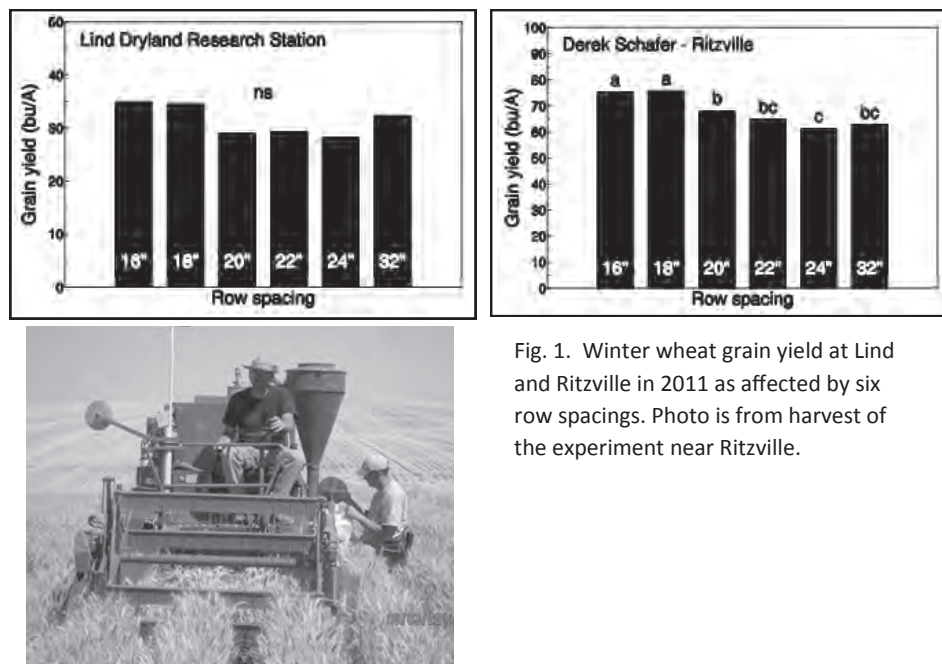 Lind Dryland Research Station
ns
Grain yield (bu/A)
50
40
30
20
10
0
16" 18" 20" 22" 24" 32"
Row spacing
Derek Schafer - Ritzville
a a b bc c bc
Grain yield (bu/A)
100
90
80
70
60
50
40
30
20
10
0
16" 18" 20" 22" 24" 32"
Row spacing
Fig. 1. Winter wheat grain yield at Lind
and Ritzville in 2011 as affected by six
row spacings. Photo is from harvest of
the experiment near Ritzville.